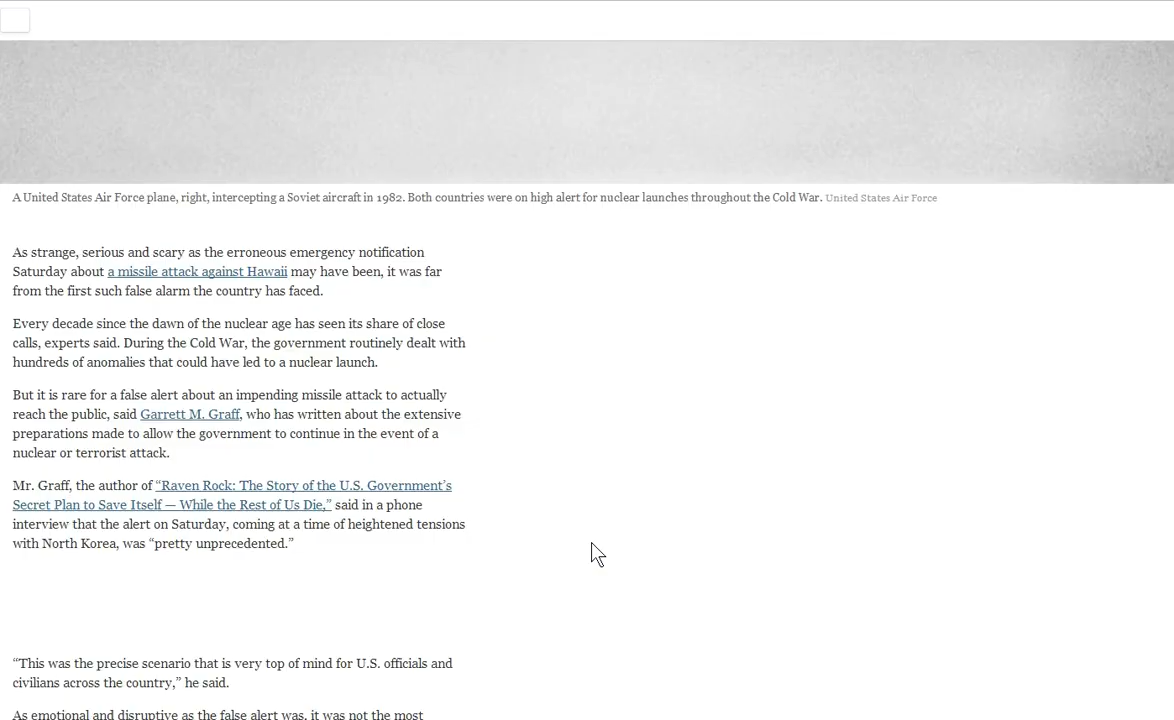 A United States Air Force plane, right, intercepting a Soviet aircraft in 1982. Both countries were on high alert for nuclear launches throughout the Cold War. United States Air Force
As strange, serious and scary as the erroneous emergency notification
Saturday about a missile attack against Hawaii may have been, it was far
from the first such false alarm the country has faced.
Every decade since the dawn of the nuclear age has seen its share of close
calls, experts said. During the Cold War, the government routinely dealt with
hundreds of anomalies that could have led to a nuclear launch.
But it is rare for a false alert about an impending missile attack to actually
reach the public, said Garrett M. Graff, who has written about the extensive
preparations made to allow the government to continue in the event of a
nuclear or terrorist attack.
Mr. Graff, the author of “Raven Rock: The Story of the U.S. Government’s
Secret Plan to Save Itself — While the Rest of Us Die,” said in a phone
interview that the alert on Saturday, coming at a time of heightened tensions
with North Korea, was “pretty unprecedented.”
“This was the precise scenario that is very top of mind for U.S. officials and
civilians across the country,” he said.
As emotional and disruptive as the false alert was, it was not the most